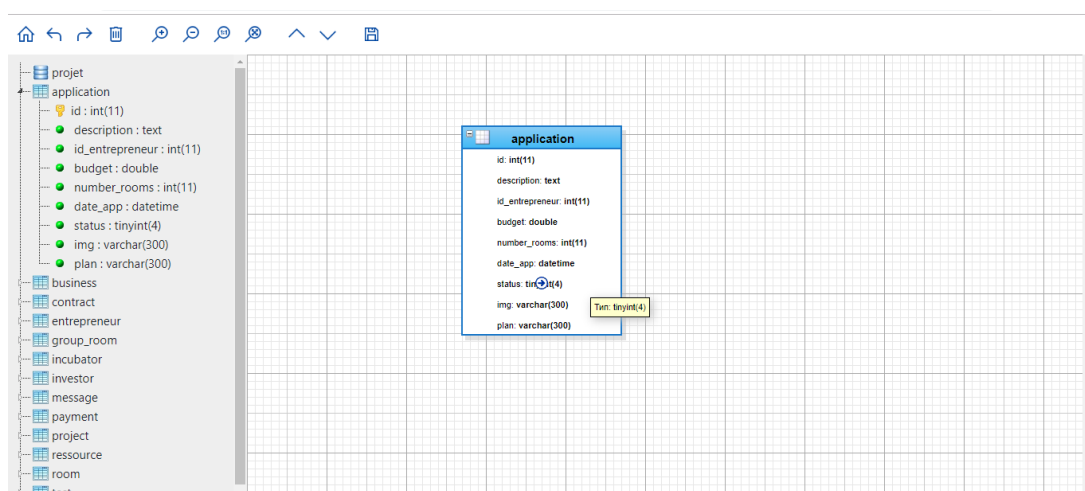 projet
application
id : int(11)
description : text
id_entrepreneur : int(11)
budget : double
number_rooms : int(11)
date_app : datetime
status : tinyint(4)
img : varchar(300)
plan : varchar(300)
business
contract
entrepreneur
group_room
incubator
investor
message
payment
project
ressource
room
application
id: int(11)
description: text
id_entrepreneur: int(11)
budget: double
number_rooms: int(11)
date_app: datetime
status: t(4)
img: varchar(300)
plan: varchar(300)
Тип: tinyint(4)